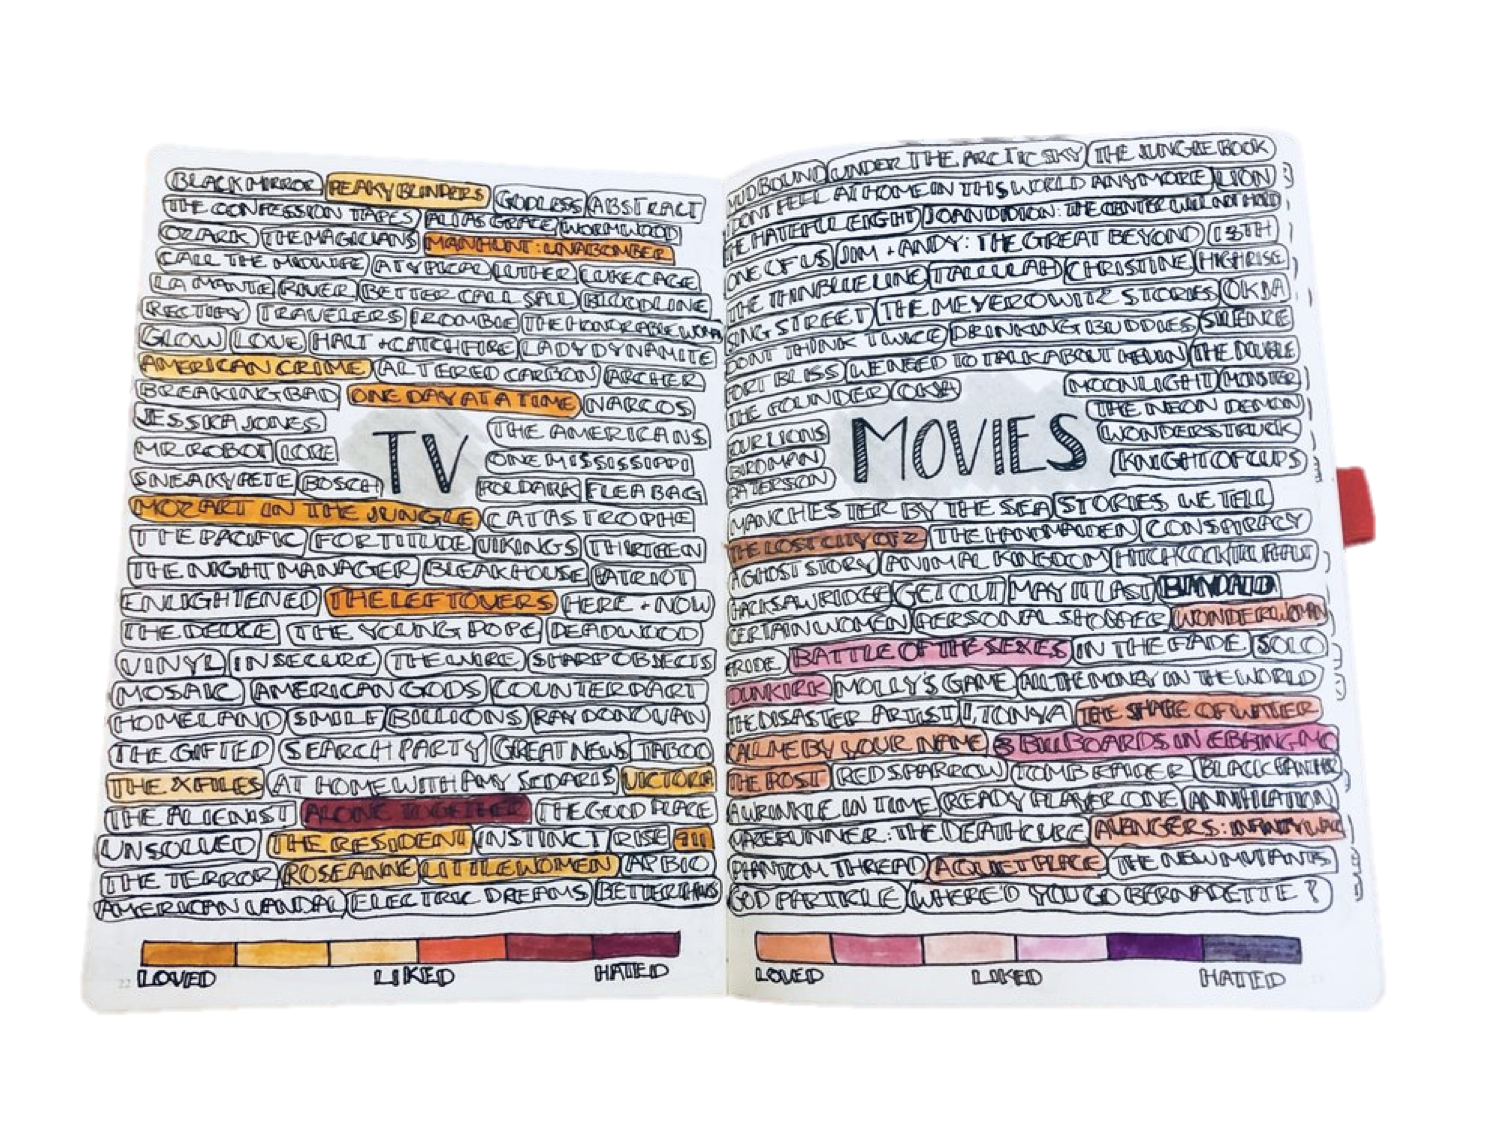 BLACK MIRROR PEAKY BLINDERS GODLESS ABSTRACT
THE CONFESSION TAPES ALIAS GRACE WORMWOOD
OZARK THE MAGICIANS MANHUNT: UNABOMBER
CALL THE MIDWIFE ATYPICAL LUTHER LUKE CAGE
LA MANTE RIVER BETTER CALL SAUL BLOODLINE
RECTIFY TRAVELERS IZOMBIE THE HONORABLE WOMAN
GLOW LOVE HALT + CATCH FIRE LADY DYNAMITE
AMERICAN CRIME ALTERED CARBON ARCHER
BREAKING BAD ONE DAY AT A TIME NARCOS
JESSICA JONES
THE AMERICANS
MR ROBOT LORE
ONE MISSISSIPPI
SNEAKY PETE BOSCH
POLDARK FLEABAG
TV
MOZART IN THE JUNGLE CATASTROPHE
THE PACIFIC FORTITUDE VIKINGS THIRTEEN
THE NIGHT MANAGER BLEAK HOUSE PATRIOT
ENLIGHTENED THE LEFTOVERS HERE + NOW
THE DEUCE THE YOUNG POPE DEADWOOD
VINYL INSECURE THE WIRE SHARP OBJECTS
MOSAIC AMERICAN GODS COUNTERPART
HOMELAND SMILF BILLIONS RAY DONOVAN
THE GIFTED SEARCH PARTY GREAT NEWS TABOO
THE X FILES AT HOME WITH AMY SEDARIS VICTORIA
THE ALIENIST ALONE TOGETHER THE GOOD PLACE
UNSOLVED THE RESIDENT INSTINCT RISE 911
THE TERROR ROSEANNE LITTLE WOMEN AP BIO
AMERICAN VANDAL ELECTRIC DREAMS BETTER THINGS
LOVED LIKED HATED
22
MUDBOUND UNDER THE ARCTIC SKY THE JUNGLE BOOK
I DONT FEEL AT HOME IN THIS WORLD ANYMORE LION
THE HATEFUL EIGHT JOAN DIDION: THE CENTER WILL NOT HOLD
ONE OF US JIM + ANDY: THE GREAT BEYOND 13TH
THE THIN BLUE LINE TALLULAH CHRISTINE HIGH RISE
SING STREET THE MEYEROWITZ STORIES OKJA
DONT THINK TWICE DRINKING BUDDIES SILENCE
FORT BLISS WE NEED TO TALK ABOUT KEVIN THE DOUBLE
THE FOUNDER OKJA MOONLIGHT MONSTER
THE NEON DEMON
FOUR LIONS WONDERSTRUCK
BIRDMAN KNIGHT OF CUPS
PATERSON
MOVIES
MANCHESTER BY THE SEA STORIES WE TELL
THE LOST CITY OF Z THE HANDMAIDEN CONSPIRACY
A GHOST STORY ANIMAL KINGDOM HITCHCOCK TRUFFAUT
HACKSAW RIDGE GET OUT MAY IT LAST
CERTAIN WOMEN PERSONAL SHOPPER WONDER WOMAN
PRIDE BATTLE OF THE SEXES IN THE FADE SOLO
DUNKIRK MOLLY'S GAME ALL THE MONEY IN THE WORLD
THE DISASTER ARTIST I, TONYA THE SHAPE OF WATER
CALL ME BY YOUR NAME 3 BILLBOARDS IN EBBING MO
THE POST RED SPARROW TOMB RAIDER BLACK PANTHER
A WRINKLE IN TIME READY PLAYER ONE ANNIHILATION
MAZE RUNNER: THE DEATH CURE AVENGERS: INFINITY WAR
PHANTOM THREAD A QUIET PLACE THE NEW MUTANTS
GOD PARTICLE WHERE'D YOU GO BERNADETTE?
LOVED LIKED HATED